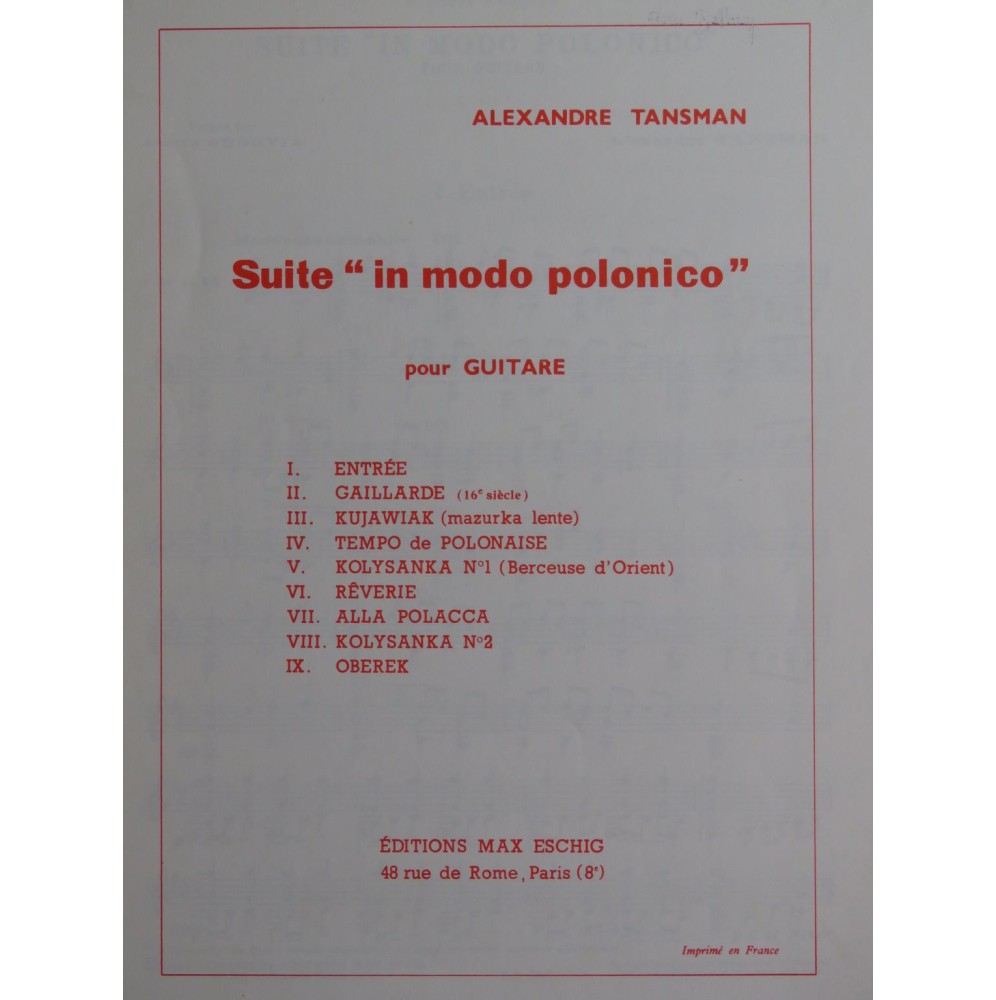 ALEXANDRE TANSMAN
Suite “ in modo polonico ”
pour GUITARE
I. ENTRÉE
II. GAILLARDE (16e siècle)
III. KUJAWIAK (mazurka lente)
IV. TEMPO de POLONAISE
V. KOLYSANKA No1 (Berceuse d'Orient)
VI. RÊVERIE
VII. ALLA POLACCA
VIII. KOLYSANKA No2
IX. OBEREK
ÉDITIONS MAX ESCHIG
48 rue de Rome, Paris (8e)
Imprimé en France